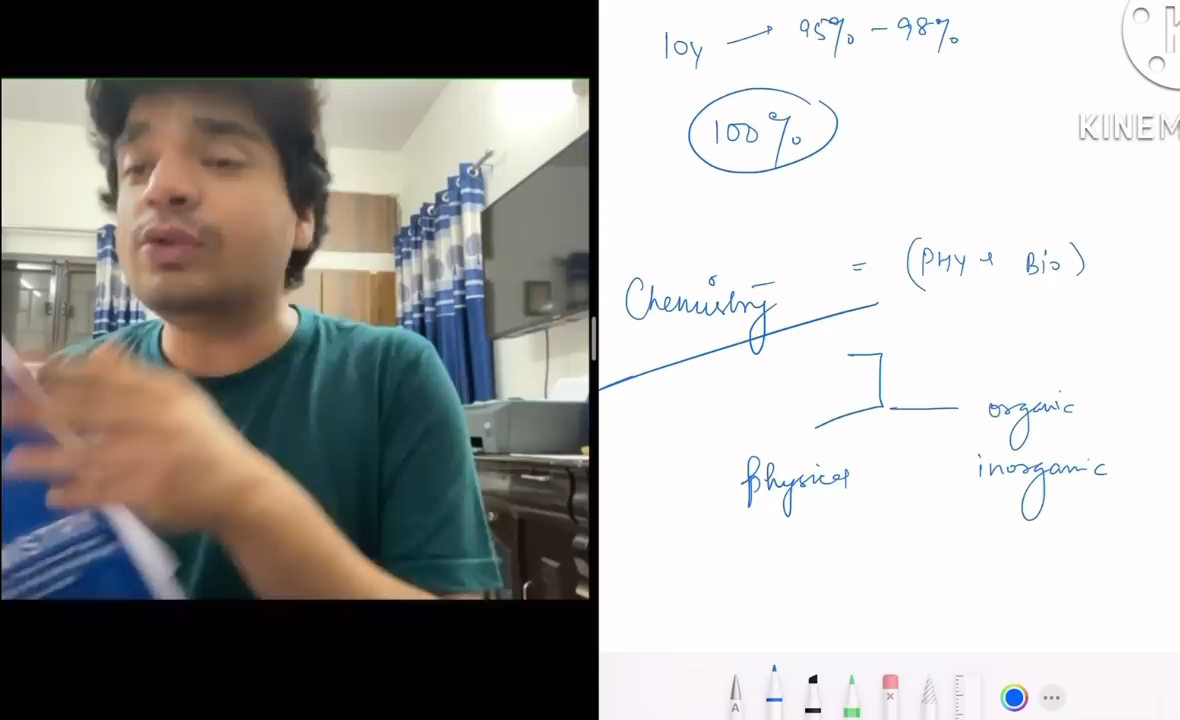 10y → 95% - 98%
100%
KINEM
= (PHY + Bio)
Chemistry
organic
Physical
inorganic
A